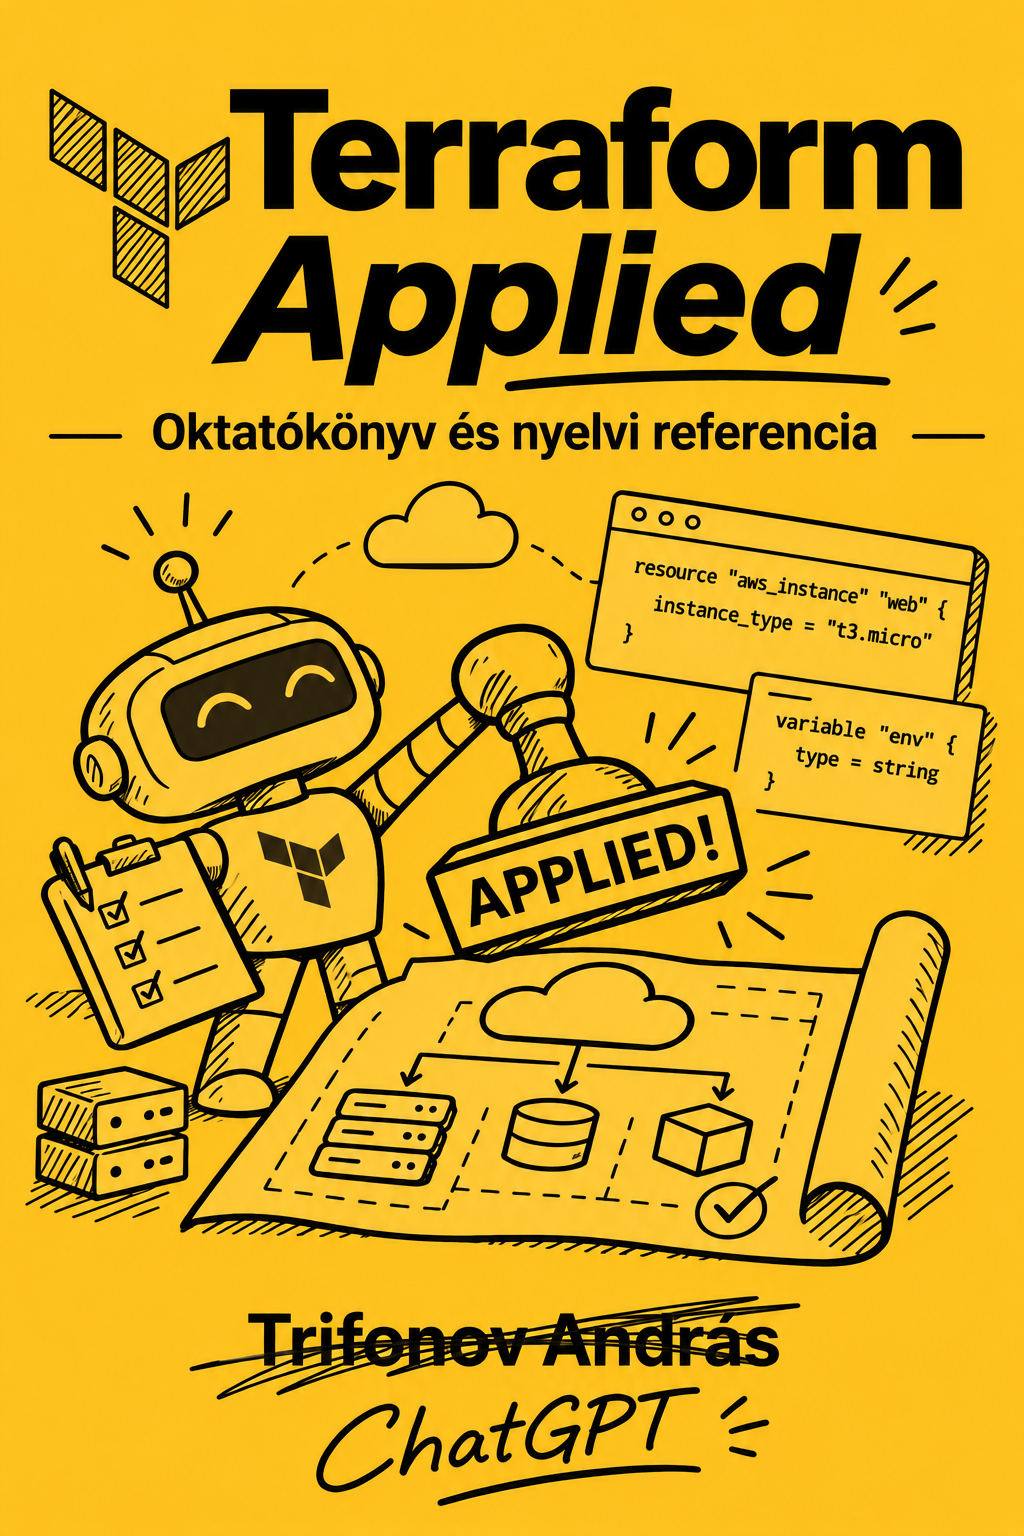 Terraform
Applied
Oktatókönyv és nyelvi referencia
resource "aws_instance" "web" {
instance_type = "t3.micro"
}
variable "env" {
type = string
}
APPLIED!
Trifonov András
ChatGPT